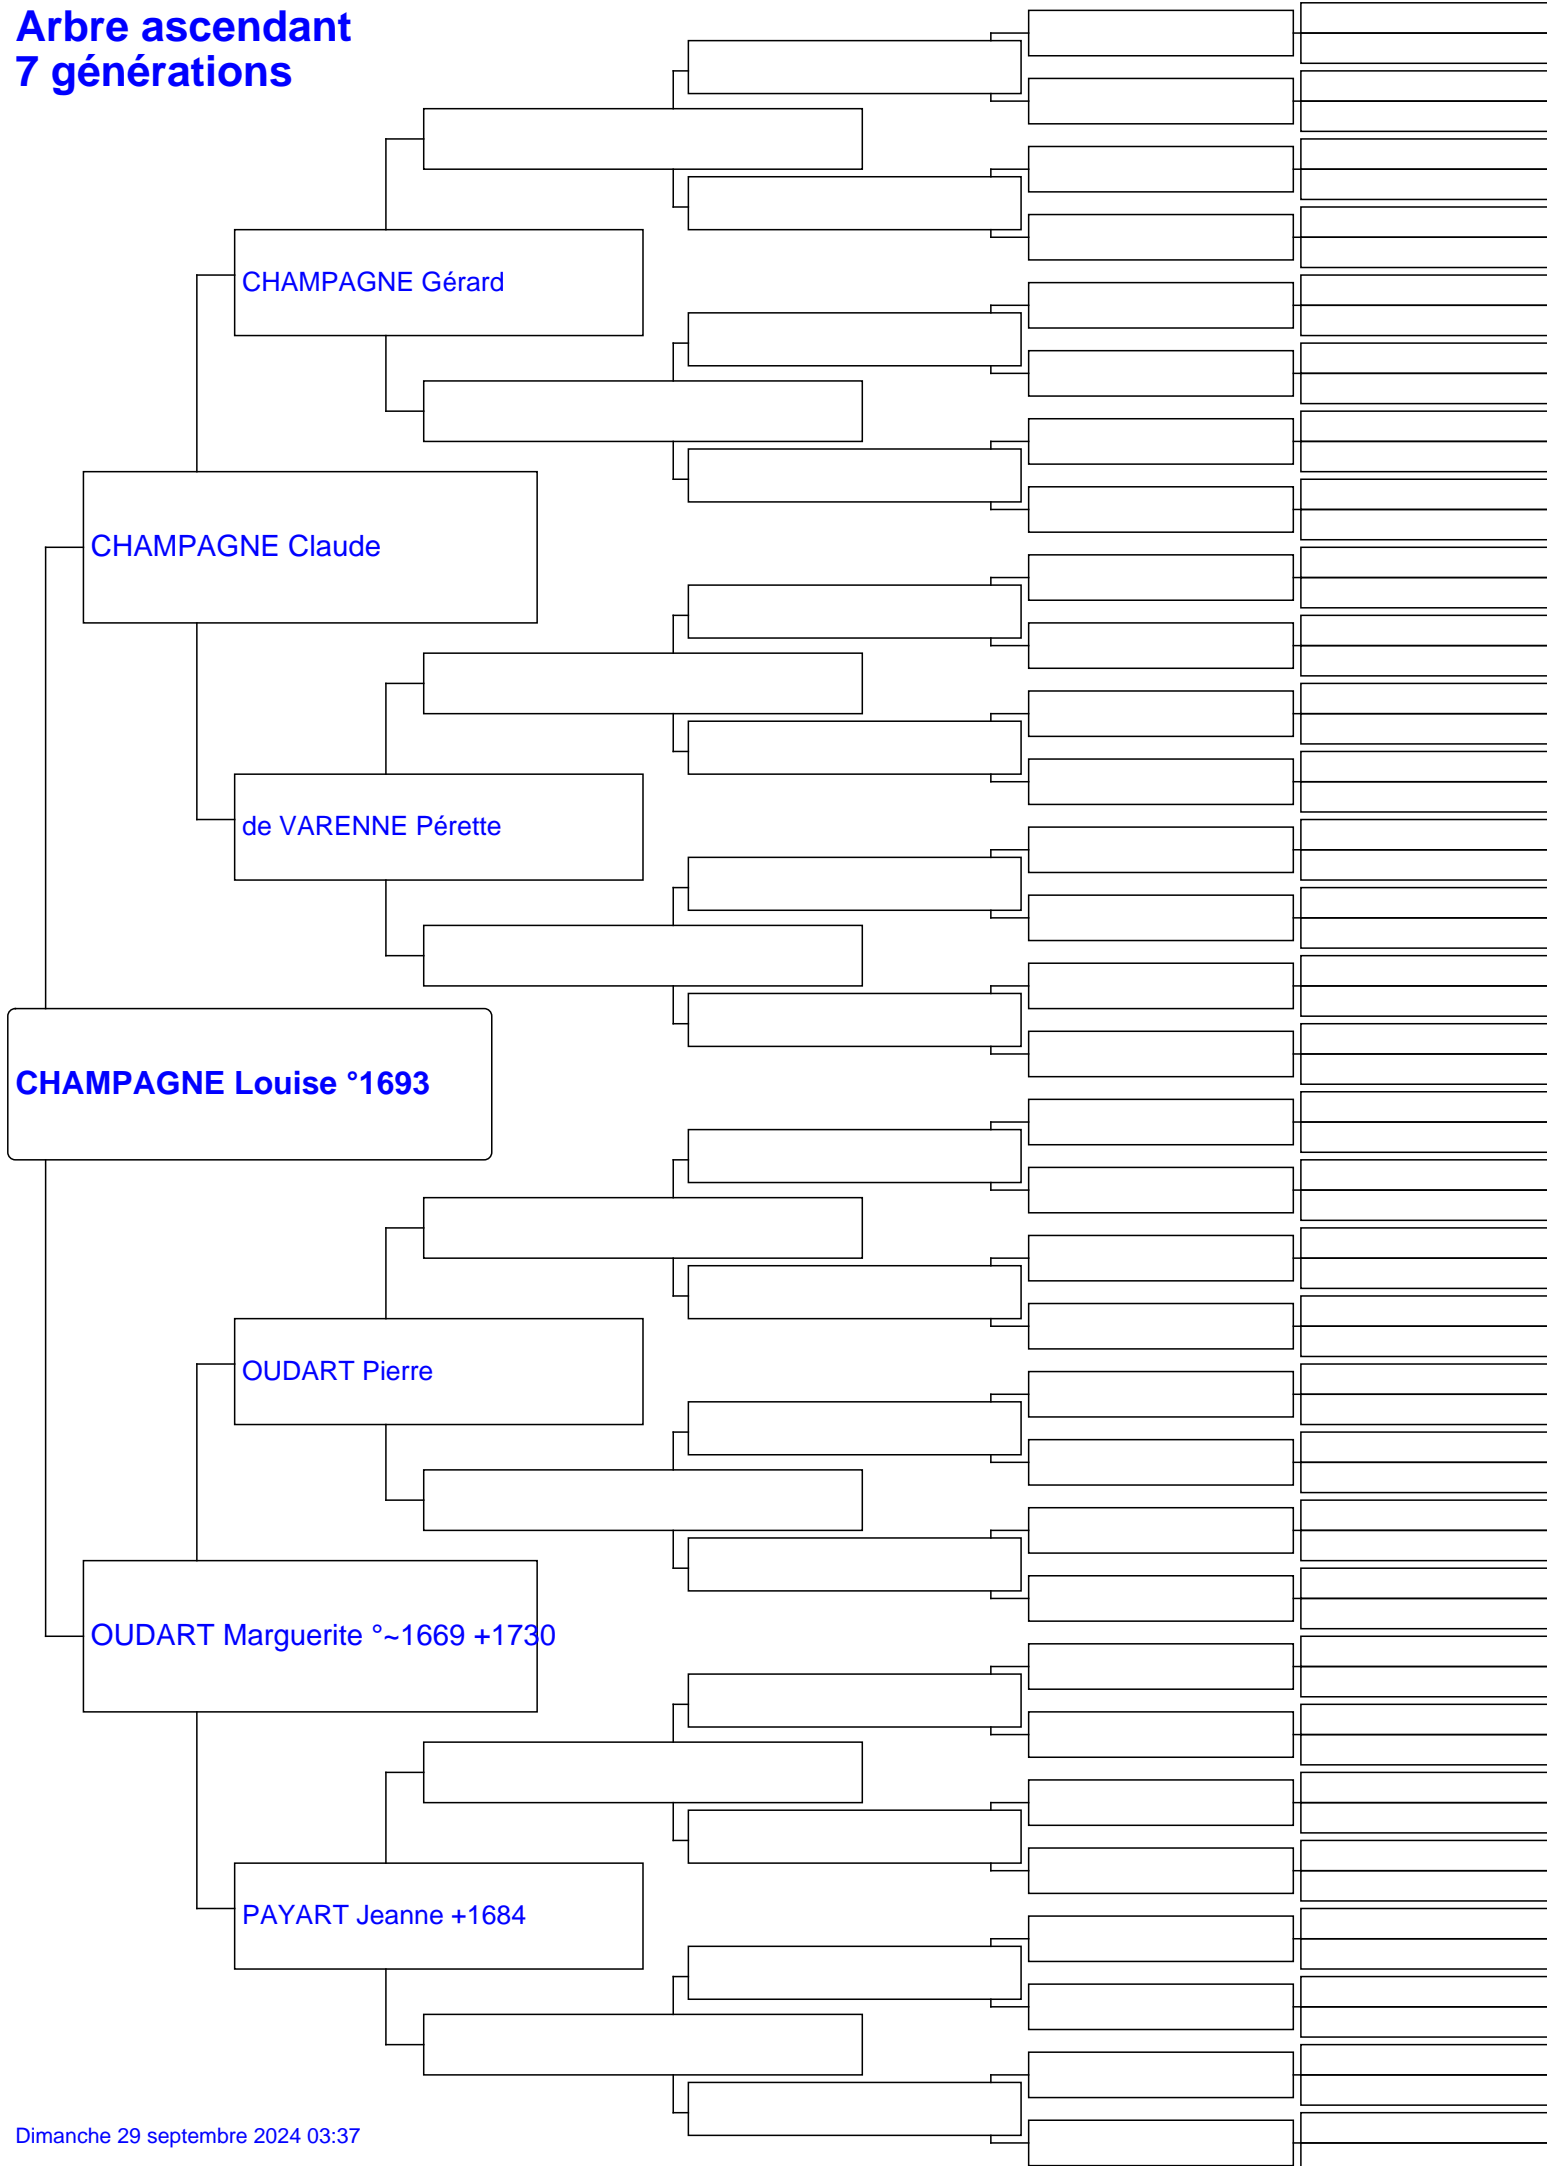 Arbre ascendant
7 générations
CHAMPAGNE Gérard
CHAMPAGNE Claude
de VARENNE Pérette
CHAMPAGNE Louise °1693
OUDART Pierre
OUDART Marguerite °~1669 +1730
PAYART Jeanne +1684
Dimanche 29 septembre 2024 03:37